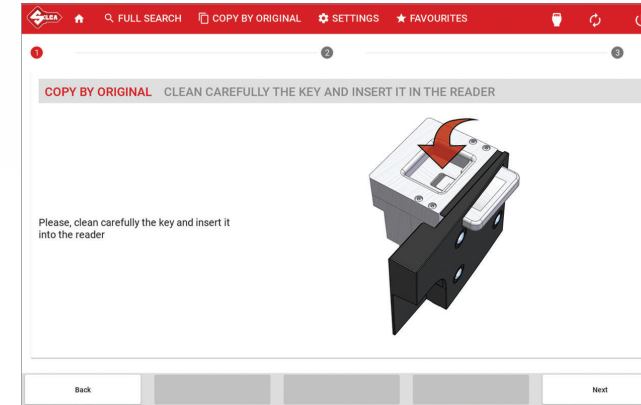 SILCA
FULL SEARCH
COPY BY ORIGINAL
SETTINGS
FAVOURITES
1
2
3
COPY BY ORIGINAL CLEAN CAREFULLY THE KEY AND INSERT IT IN THE READER
Please, clean carefully the key and insert it
into the reader
Back
Next